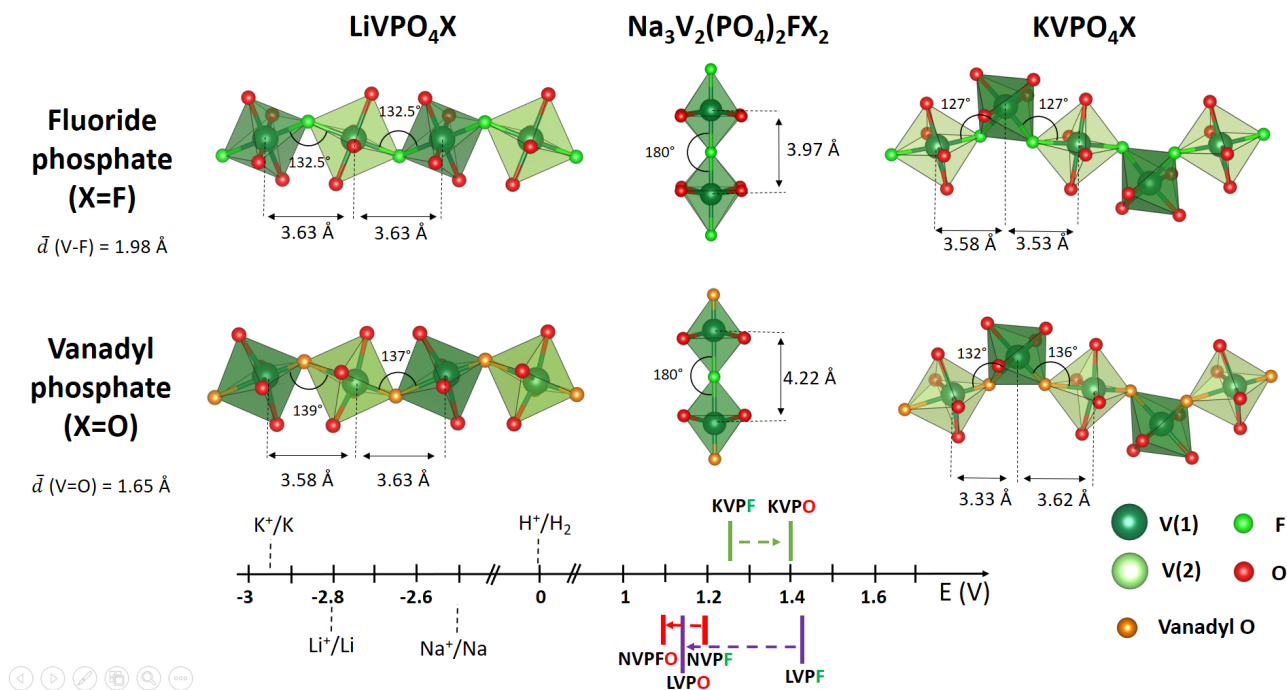 LiVPO₄X
Na₃V₂(PO₄)₂FX₂
KVPO₄X
Fluoride
phosphate
(X=F)
d̄ (V-F) = 1.98 Å
132.5°
132.5°
3.63 Å
3.63 Å
180°
3.97 Å
127°
127°
3.58 Å
3.53 Å
Vanadyl
phosphate
(X=O)
d̄ (V=O) = 1.65 Å
139°
137°
3.58 Å
3.63 Å
180°
4.22 Å
132°
136°
3.33 Å
3.62 Å
K⁺/K
H⁺/H₂
KVPF
KVPO
-3
-2.8
-2.6
0
1
1.2
1.4
1.6
E (V)
Li⁺/Li
Na⁺/Na
NVPFO
NVPF
LVPO
LVPF
V(1)
F
V(2)
O
Vanadyl O